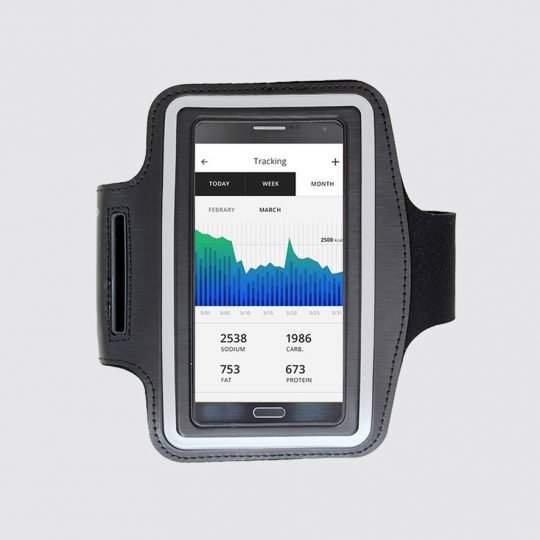 Tracking
TODAY WEEK MONTH
FEBRARY MARCH
2500 kcal
3/01 3/05 3/10 3/15 3/20 3/25 3/31
2538 1986
SODIUM CARB.
753 673
FAT PROTEIN